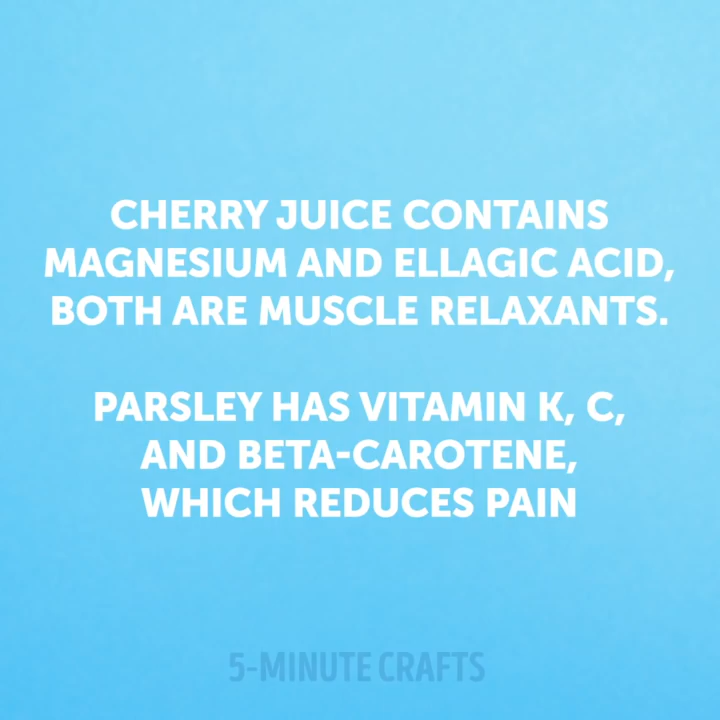 CHERRY JUICE CONTAINS
MAGNESIUM AND ELLAGIC ACID,
BOTH ARE MUSCLE RELAXANTS.
PARSLEY HAS VITAMIN K, C,
AND BETA-CAROTENE,
WHICH REDUCES PAIN
5-MINUTE CRAFTS